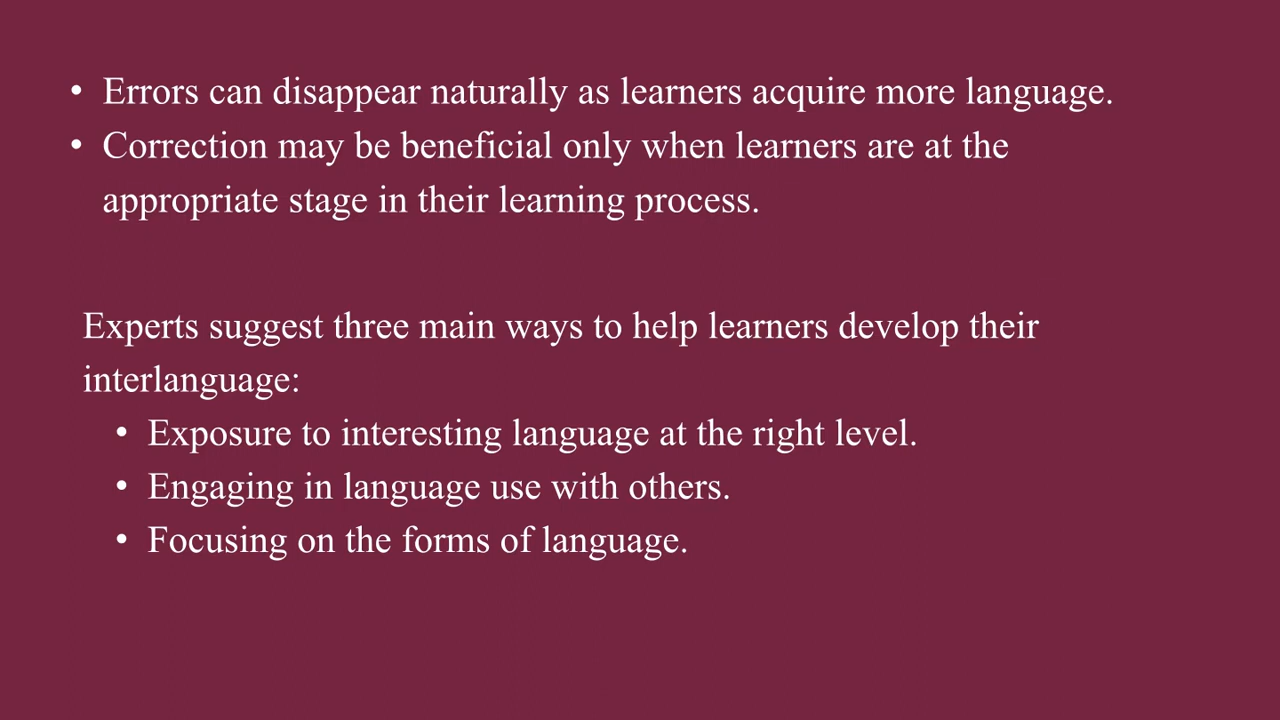 • Errors can disappear naturally as learners acquire more language.
• Correction may be beneficial only when learners are at the
appropriate stage in their learning process.
Experts suggest three main ways to help learners develop their
interlanguage:
• Exposure to interesting language at the right level.
• Engaging in language use with others.
• Focusing on the forms of language.